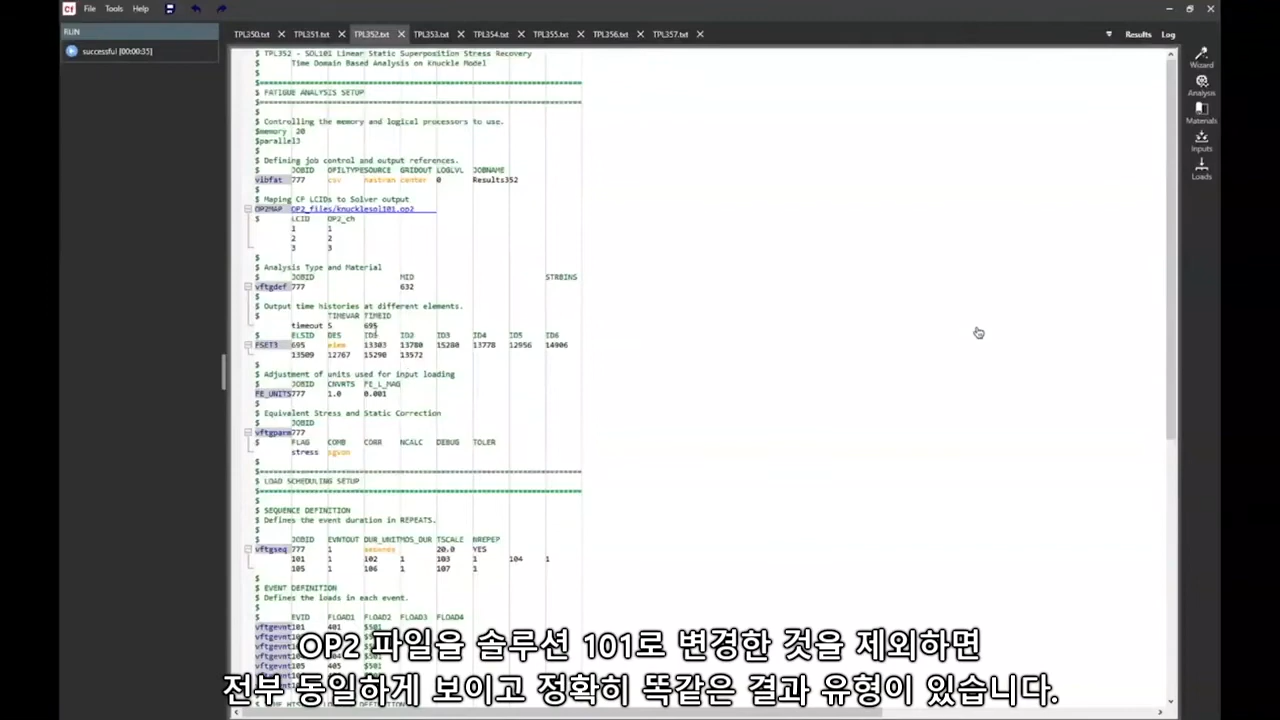 File Tools Help
RUN
successful [00:00:35]
TPL350.txt TPL351.txt TPL352.txt TPL353.txt TPL354.txt TPL355.txt TPL356.txt TPL357.txt
Results Log
Wizard
Analysis
Materials
Inputs
Loads
$ TPL352 - SOL101 Linear Static Superposition Stress Recovery
$ Time Domain Based Analysis on Knuckle Model
$
$ FATIGUE ANALYSIS SETUP
$ Controlling the memory and logical processors to use.
$memory 20
$parallel3
$
$ Defining job control and output references.
$ JOBID OPILTYPESOURCE GRIDOUT LOGLVL JOBNAME
vibfat 777 csv nastran center 0 Results352
$
$ Maping CF LCIDs to Solver output
OP2MAP OP2_files/knucklesol101.op2
$ LCID OP2_ch
1 1
2 2
3 3
$
$ Analysis Type and Material
$ JOBID MID STRBINS
vftgdef 777 632
$
$ Output time histories at different elements.
$ TIMEVAR TIMEID
timeout S 695
$ ELSID DES ID1 ID2 ID3 ID4 ID5 ID6
FSET3 695 elem 13303 13780 15280 13778 12956 14906
13509 12767 15290 13572
$
$ Adjustment of units used for input loading
$ JOBID CNVRTS FE_L_MAG
FE_UNITS777 1.0 0.001
$
$ Equivalent Stress and Static Correction
$ JOBID
vftgparm777
$ FLAG COMB CORR NCALC DEBUG TOLER
stress sgvon
$
$ LOAD SCHEDULING SETUP
$
$ SEQUENCE DEFINITION
$ Defines the event duration in REPEATS.
$
$ JOBID EVNTOUT DUR_UNITMOS_DUR TSCALE NREPEP
vftgseq 777 1 20.0 YES
101 1 102 1 103 1 104 1
105 1 106 1 107 1
$
$ EVENT DEFINITION
$ Defines the loads in each event.
$
$ EVID FLOAD1 FLOAD2 FLOAD3 FLOAD4
vftgevnt101 401 $501
OP2 파일을 솔루션 101로 변경한 것을 제외하면
전부 동일하게 보이고 정확히 똑같은 결과 유형이 있습니다.